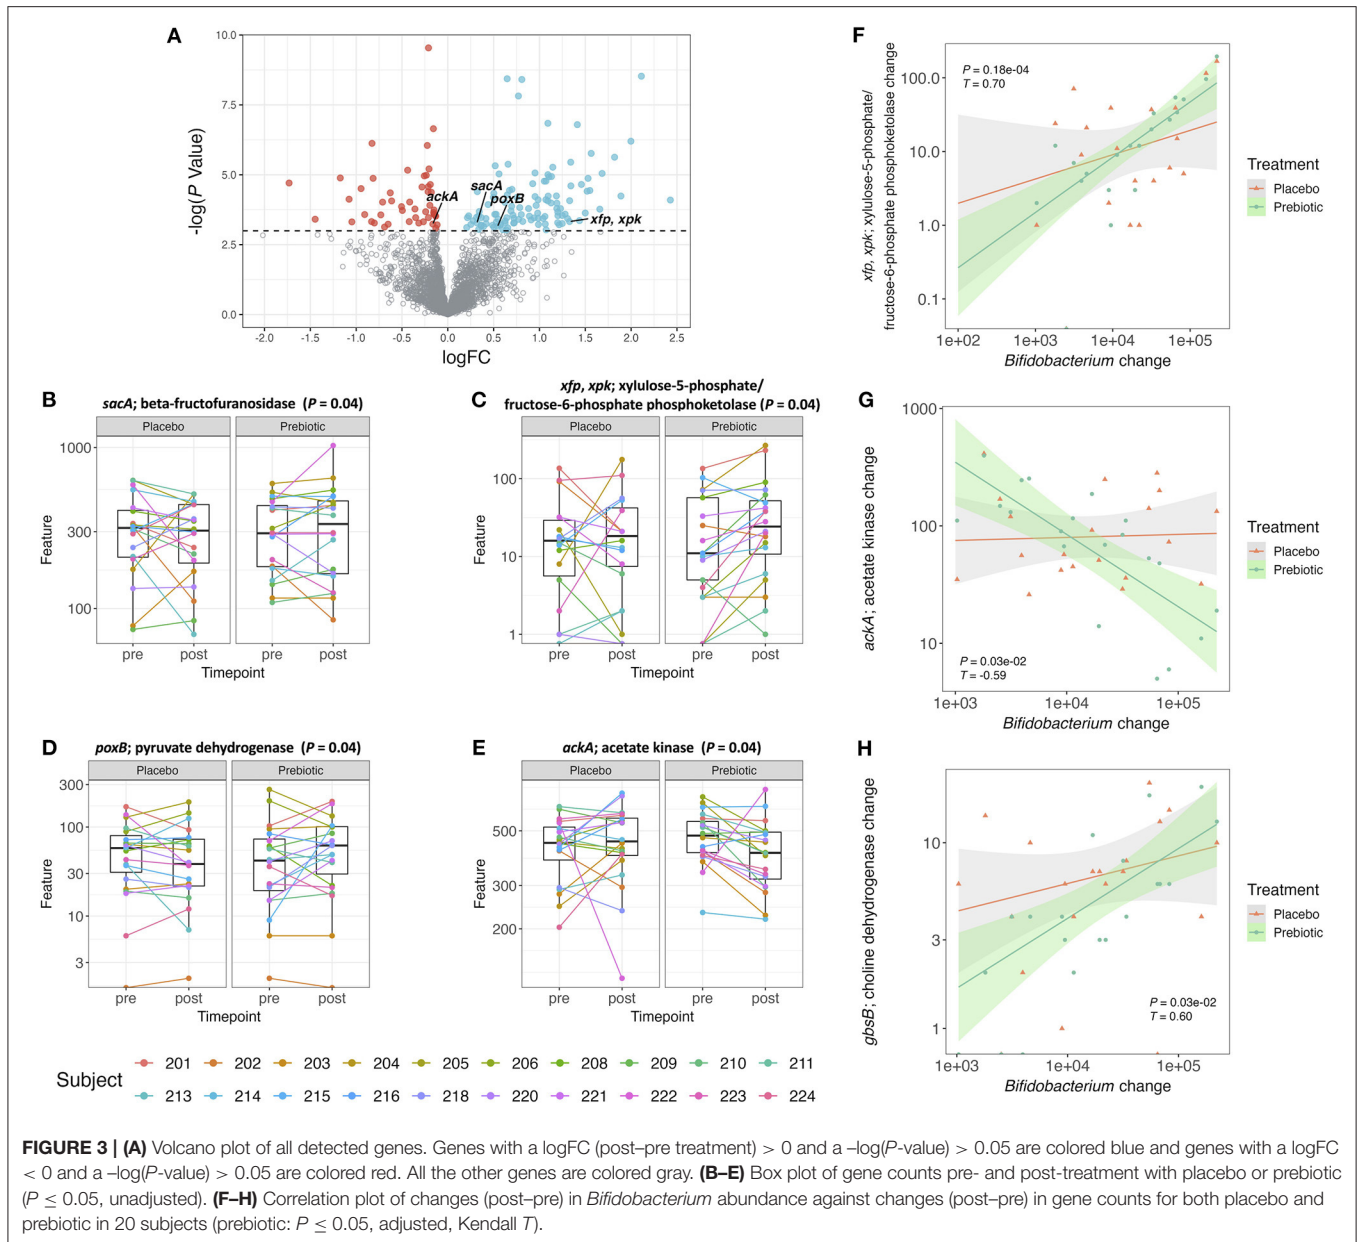 A
10.0
7.5
5.0
2.5
0.0
-log(P Value)
ackA
sacA
poxB
xfp, xpk
-2.0 -1.5 -1.0 -0.5 0.0 0.5 1.0 1.5 2.0 2.5
logFC
B
sacA; beta-fructofuranosidase (P = 0.04)
Placebo Prebiotic
1000
300
100
Feature
pre post pre post
Timepoint
C
xfp, xpk; xylulose-5-phosphate/
fructose-6-phosphate phosphoketolase (P = 0.04)
Placebo Prebiotic
100
10
1
Feature
pre post pre post
Timepoint
D
poxB; pyruvate dehydrogenase (P = 0.04)
Placebo Prebiotic
300
100
30
10
3
Feature
pre post pre post
Timepoint
E
ackA; acetate kinase (P = 0.04)
Placebo Prebiotic
500
300
200
Feature
pre post pre post
Timepoint
Subject
201 202 203 204 205 206 208 209 210 211
213 214 215 216 218 220 221 222 223 224
F
xfp, xpk; xylulose-5-phosphate/
fructose-6-phosphate phosphoketolase change
P = 0.18e-04
T = 0.70
100.0
10.0
1.0
0.1
1e+02 1e+03 1e+04 1e+05
Bifidobacterium change
Treatment
Placebo
Prebiotic
G
ackA; acetate kinase change
1000
100
10
P = 0.03e-02
T = -0.59
1e+03 1e+04 1e+05
Bifidobacterium change
Treatment
Placebo
Prebiotic
H
gbsB; choline dehydrogenase change
10
3
1
P = 0.03e-02
T = 0.60
1e+03 1e+04 1e+05
Bifidobacterium change
Treatment
Placebo
Prebiotic
FIGURE 3 | (A) Volcano plot of all detected genes. Genes with a logFC (post–pre treatment) > 0 and a –log(P-value) > 0.05 are colored blue and genes with a logFC
< 0 and a –log(P-value) > 0.05 are colored red. All the other genes are colored gray. (B–E) Box plot of gene counts pre- and post-treatment with placebo or prebiotic
(P ≤ 0.05, unadjusted). (F–H) Correlation plot of changes (post–pre) in Bifidobacterium abundance against changes (post–pre) in gene counts for both placebo and
prebiotic in 20 subjects (prebiotic: P ≤ 0.05, adjusted, Kendall T).